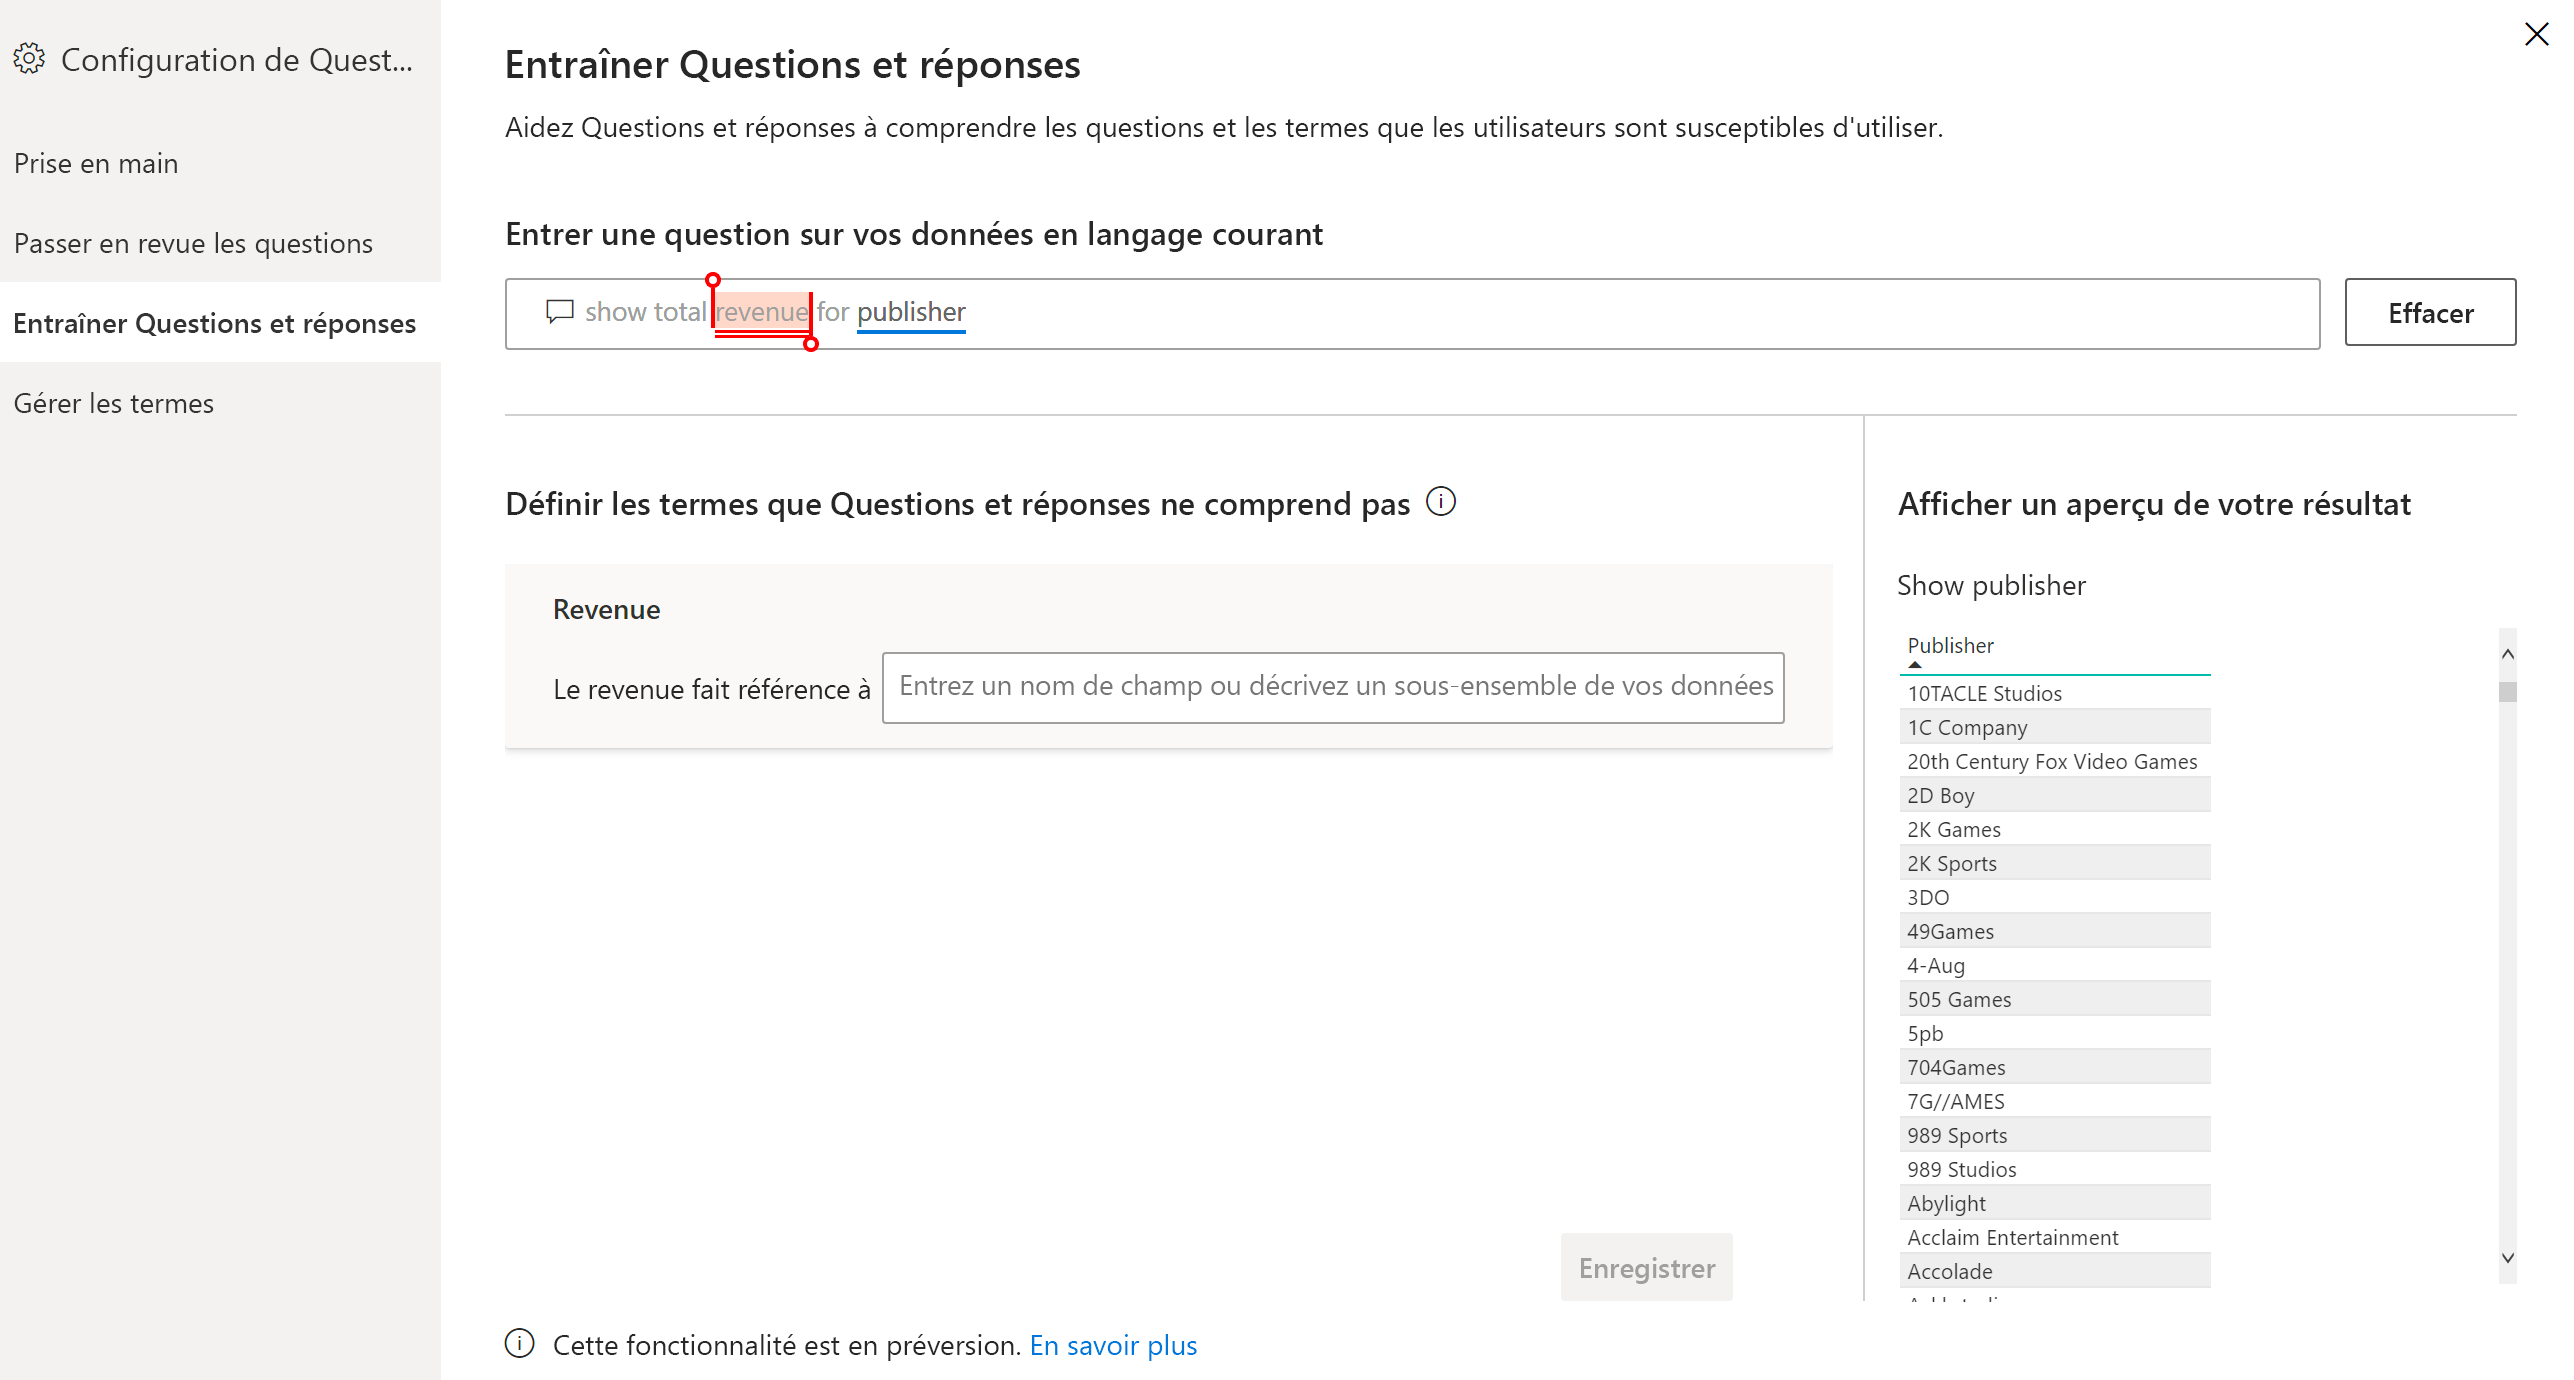 Configuration de Quest...
Prise en main
Passer en revue les questions
Entraîner Questions et réponses
Gérer les termes
Entraîner Questions et réponses
Aidez Questions et réponses à comprendre les questions et les termes que les utilisateurs sont susceptibles d'utiliser.
Entrer une question sur vos données en langage courant
show total revenue for publisher
Effacer
Définir les termes que Questions et réponses ne comprend pas
Revenue
Le revenue fait référence à
Entrez un nom de champ ou décrivez un sous-ensemble de vos données
Enregistrer
Cette fonctionnalité est en préversion. En savoir plus
Afficher un aperçu de votre résultat
Show publisher
Publisher
10TACLE Studios
1C Company
20th Century Fox Video Games
2D Boy
2K Games
2K Sports
3DO
49Games
4-Aug
505 Games
5pb
704Games
7G//AMES
989 Sports
989 Studios
Abylight
Acclaim Entertainment
Accolade